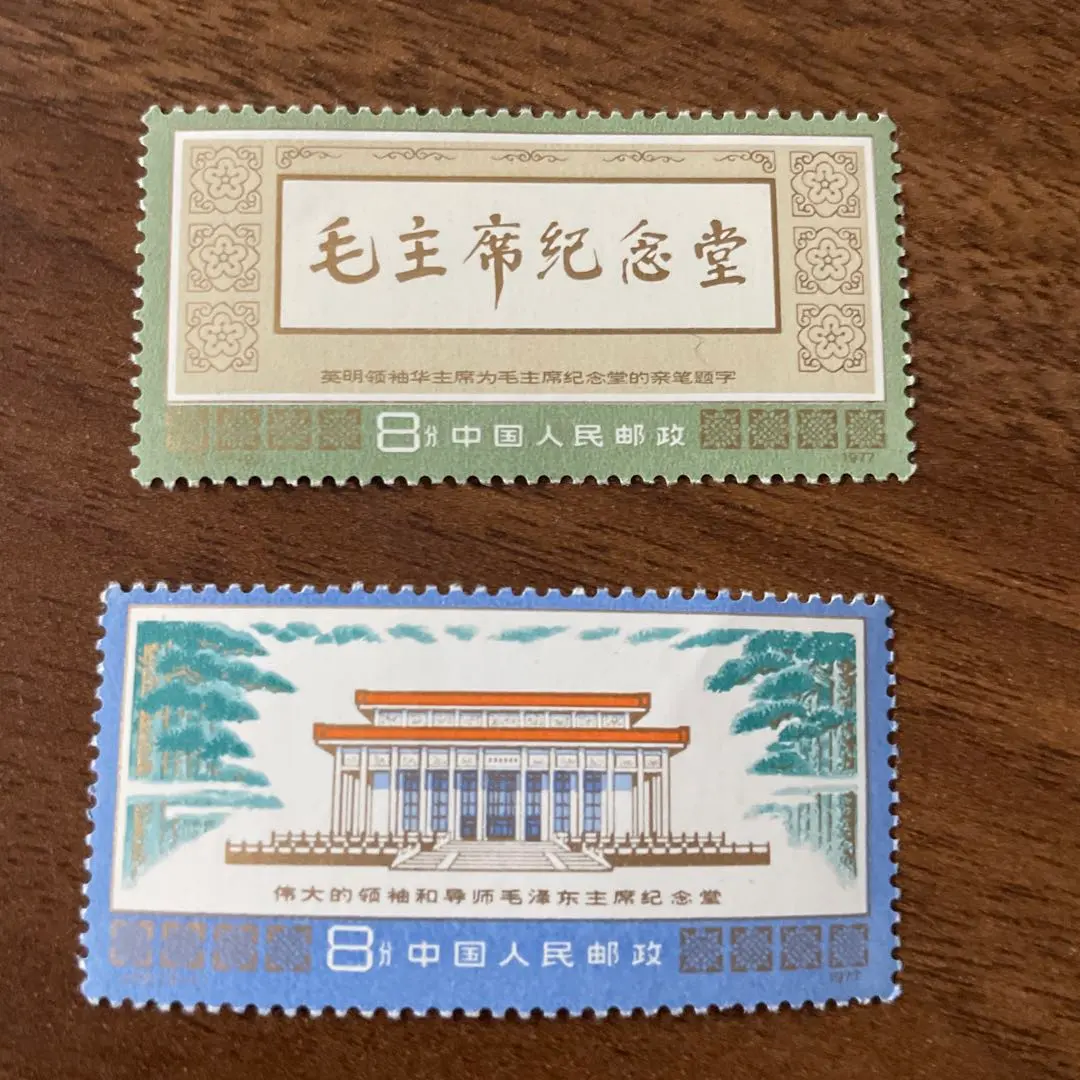 毛主席纪念堂
英明领袖华主席为毛主席纪念堂的亲笔题字
8分 中国人民邮政
1977
伟大的领袖和导师毛泽东主席纪念堂
8分 中国人民邮政
1977